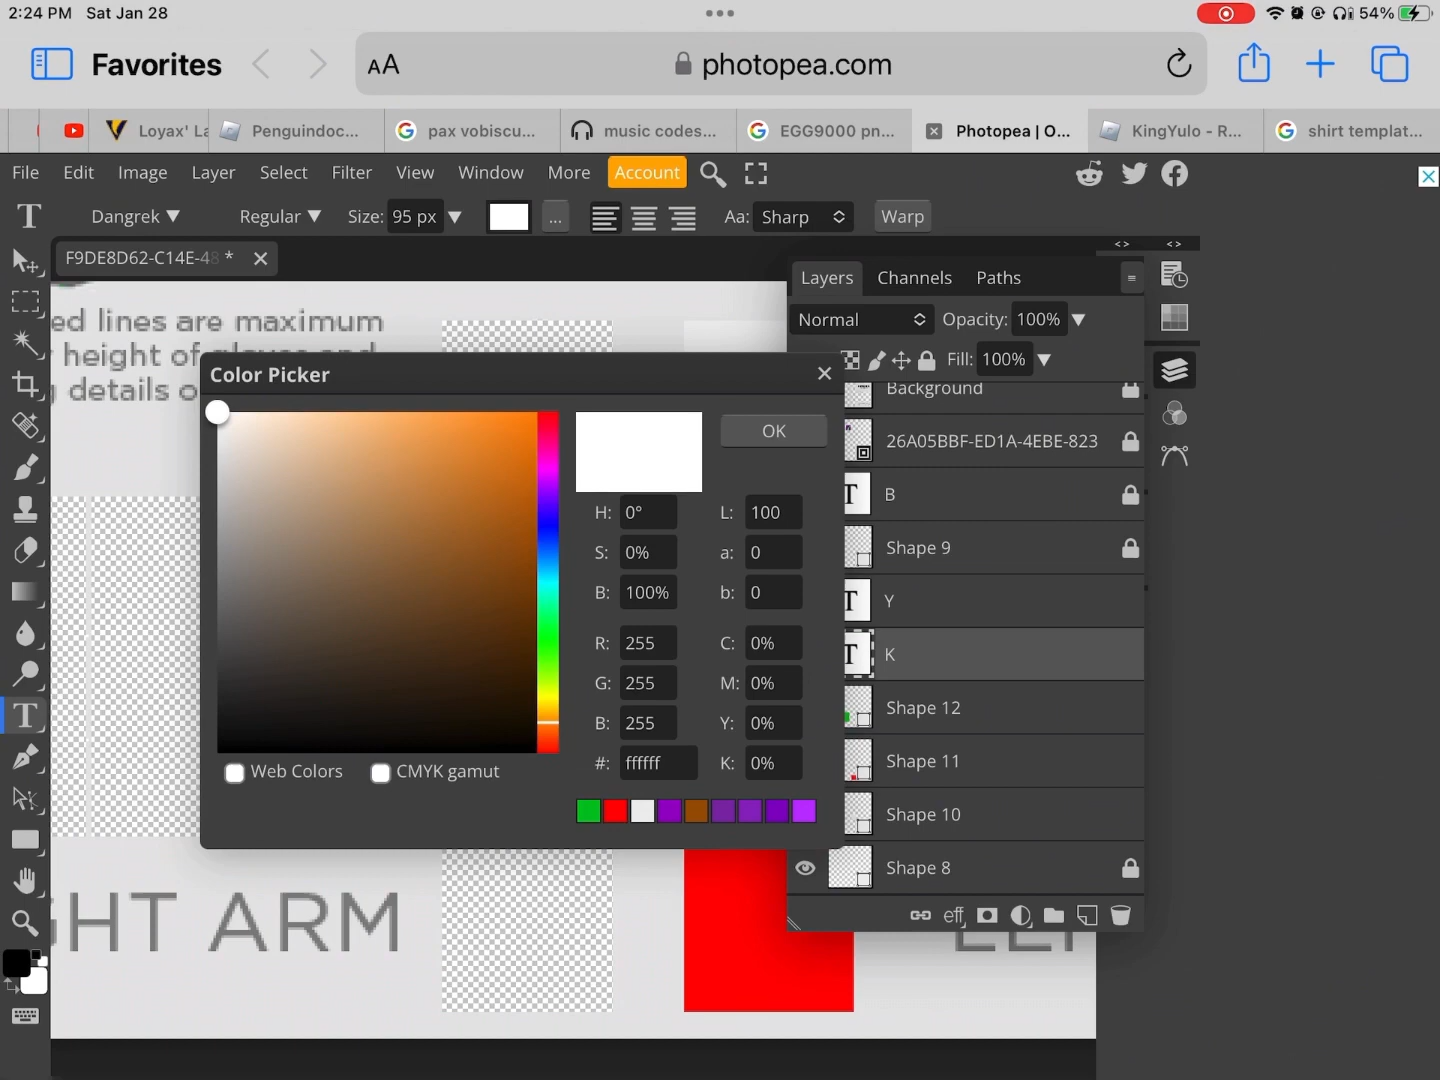 2:24 PM Sat Jan 28
54%
Favorites
AA
photopea.com
Loyax' La
Penguindoc...
pax vobiscu...
music codes...
EGG9000 pn...
Photopea | O...
KingYulo - R...
shirt templat...
File Edit Image Layer Select Filter View Window More Account
Dangrek Regular Size: 95 px ... Aa: Sharp Warp
F9DE8D62-C14E-48 *
Layers Channels Paths
Normal Opacity: 100%
Fill: 100%
ed lines are maximum
height of gloves and
details o
Color Picker
OK
H: 0° L: 100
S: 0% a: 0
B: 100% b: 0
R: 255 C: 0%
G: 255 M: 0%
B: 255 Y: 0%
#: ffffff K: 0%
Web Colors CMYK gamut
Background
26A05BBF-ED1A-4EBE-823
B
Shape 9
Y
K
Shape 12
Shape 11
Shape 10
Shape 8
eff
GHT ARM